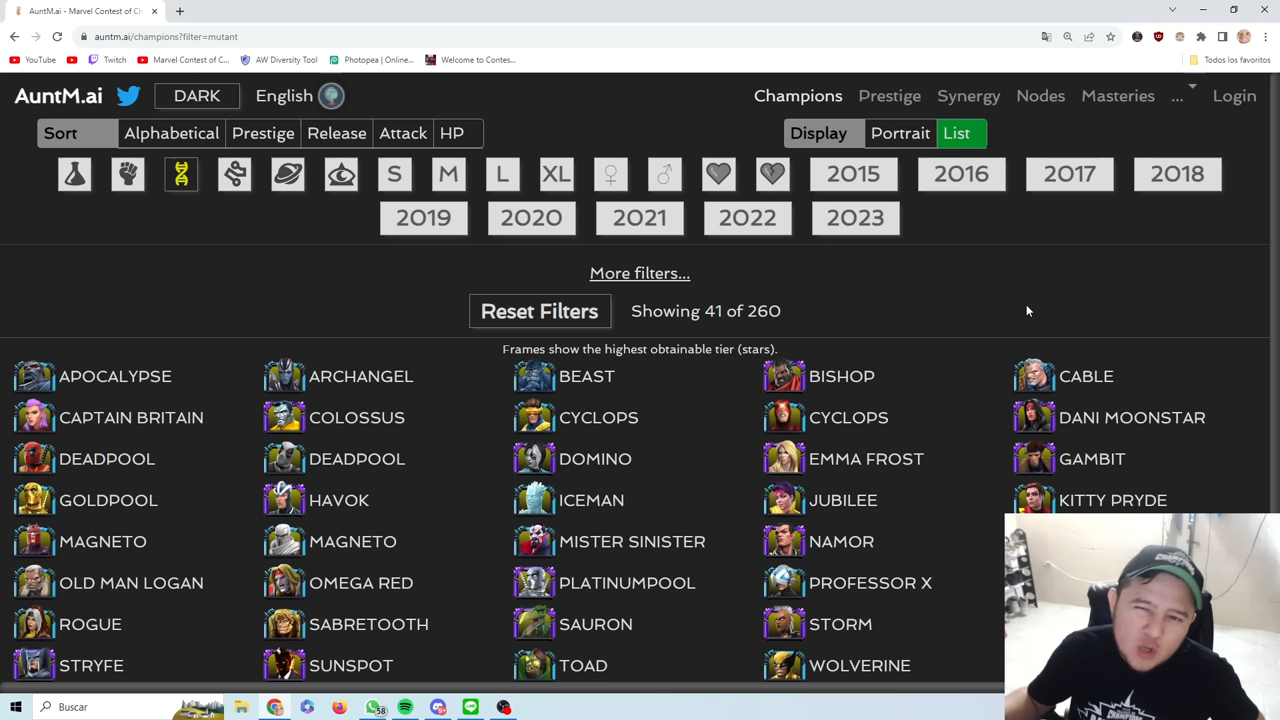 AuntM.ai - Marvel Contest of Ch
auntm.ai/champions?filter=mutant
YouTube Twitch Marvel Contest of C... AW Diversity Tool Photopea | Online... Welcome to Contes... Todos los favoritos
AuntM.ai DARK English Champions Prestige Synergy Nodes Masteries ... Login
Sort Alphabetical Prestige Release Attack HP Display Portrait List
S M L XL ♀ ♂ 2015 2016 2017 2018
2019 2020 2021 2022 2023
More filters...
Reset Filters Showing 41 of 260
Frames show the highest obtainable tier (stars).
APOCALYPSE ARCHANGEL BEAST BISHOP CABLE
CAPTAIN BRITAIN COLOSSUS CYCLOPS CYCLOPS DANI MOONSTAR
DEADPOOL DEADPOOL DOMINO EMMA FROST GAMBIT
GOLDPOOL HAVOK ICEMAN JUBILEE KITTY PRYDE
MAGNETO MAGNETO MISTER SINISTER NAMOR
OLD MAN LOGAN OMEGA RED PLATINUMPOOL PROFESSOR X
ROGUE SABRETOOTH SAURON STORM
STRYFE SUNSPOT TOAD WOLVERINE
Buscar 58